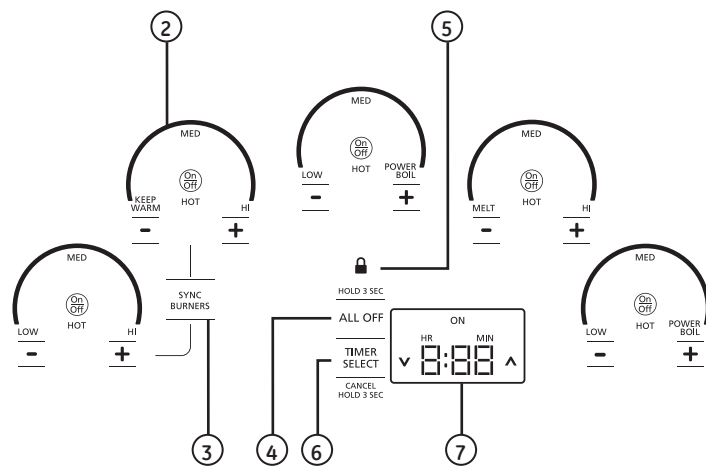 2
5
MED
On
Off
HOT
LOW
POWER
BOIL
-
+
MED
On
Off
HOT
KEEP
WARM
HI
-
+
MED
On
Off
HOT
MELT
HI
-
+
MED
On
Off
HOT
LOW
HI
-
+
SYNC
BURNERS
HOLD 3 SEC
ALL OFF
TIMER
SELECT
CANCEL
HOLD 3 SEC
ON
HR
MIN
8:88
MED
On
Off
HOT
LOW
POWER
BOIL
-
+
3
4
6
7